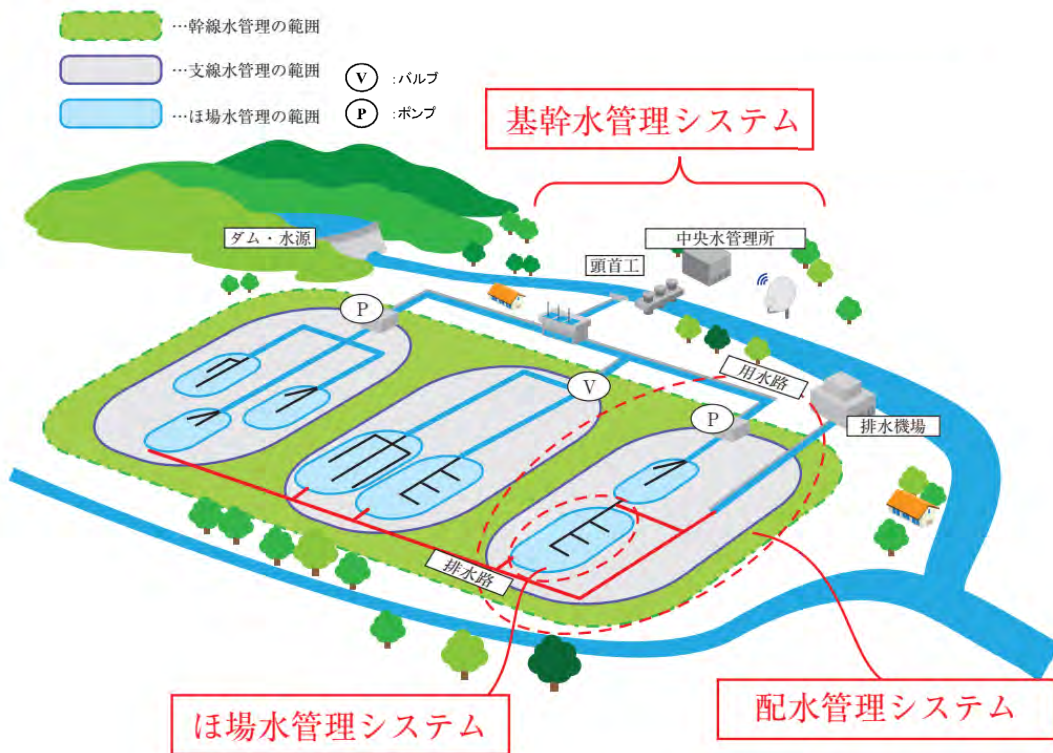 …幹線水管理の範囲
…支線水管理の範囲
…ほ場水管理の範囲
V :バルブ
P :ポンプ
基幹水管理システム
ダム・水源
中央水管理所
頭首工
P
用水路
V
P
排水機場
排水路
ほ場水管理システム
配水管理システム